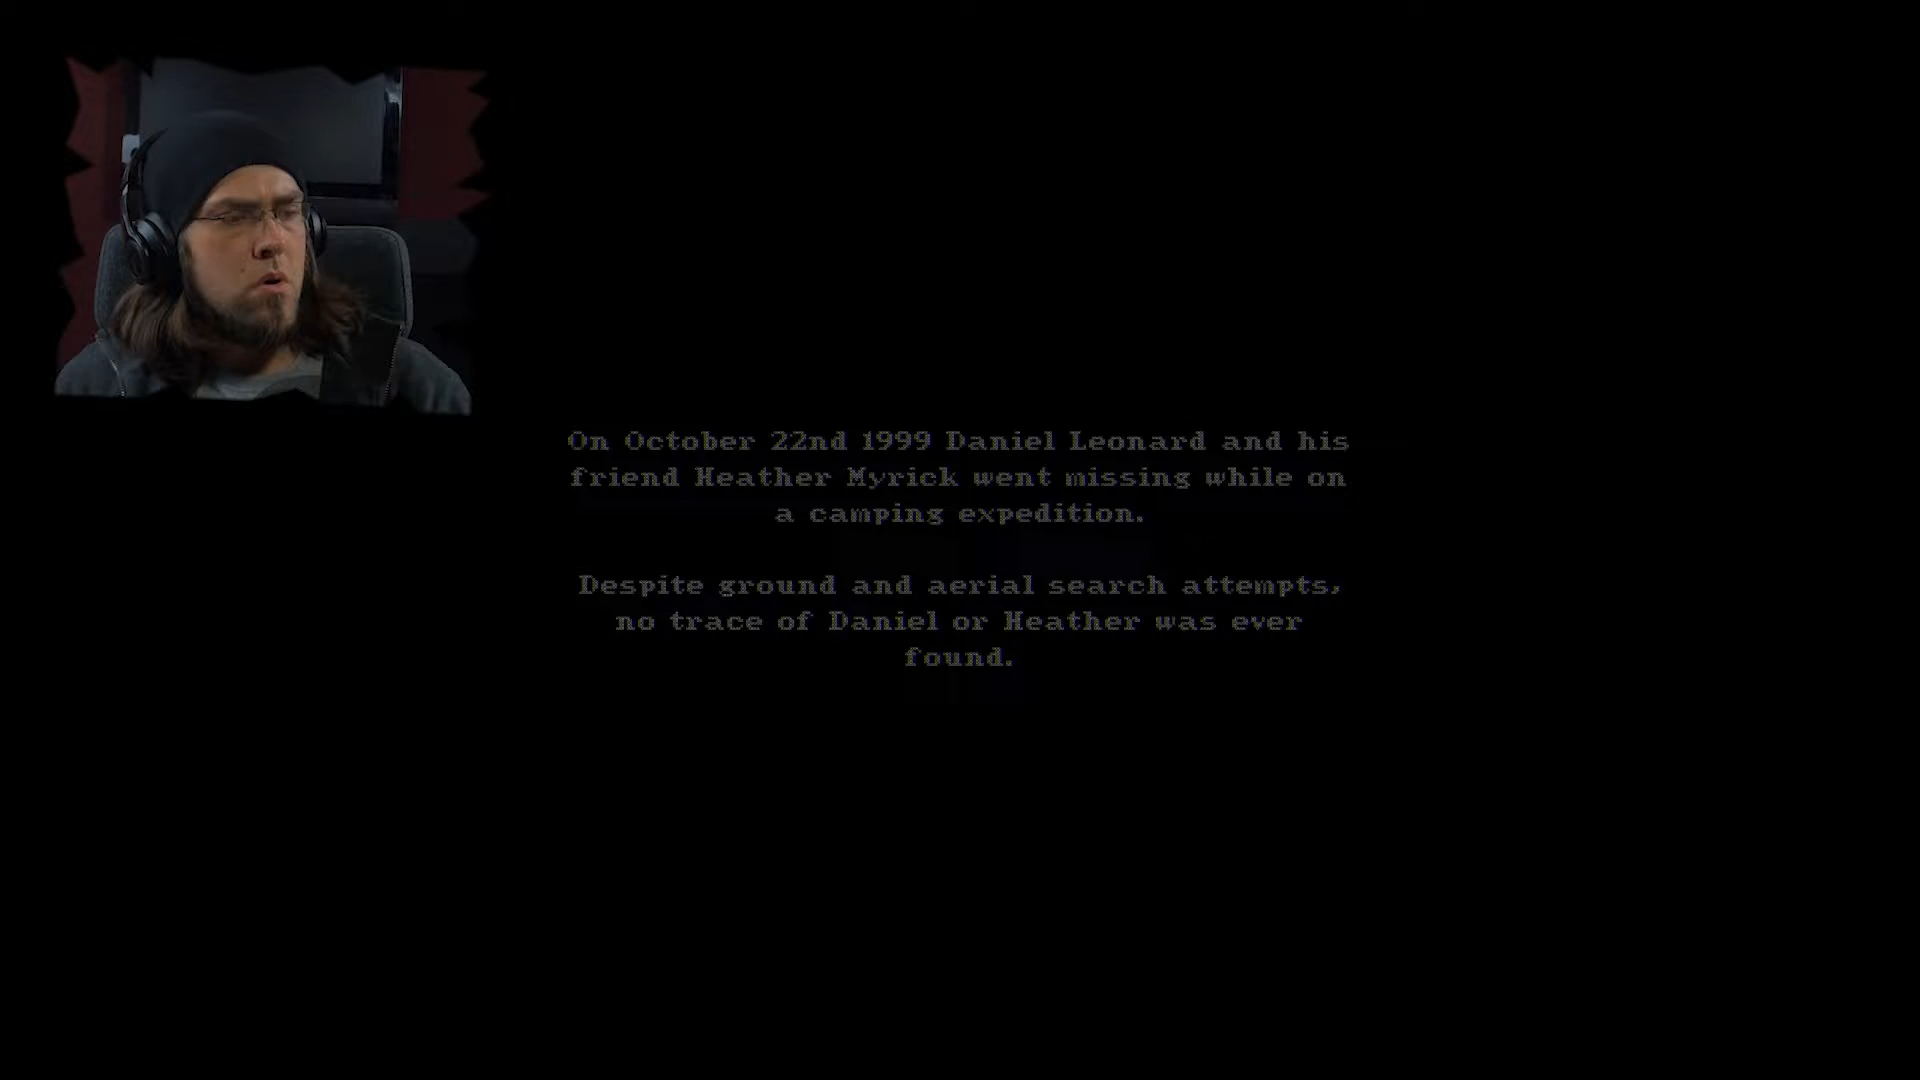 On October 22nd 1999 Daniel Leonard and his
friend Heather Myrick went missing while on
a camping expedition.
Despite ground and aerial search attempts,
no trace of Daniel or Heather was ever
found.